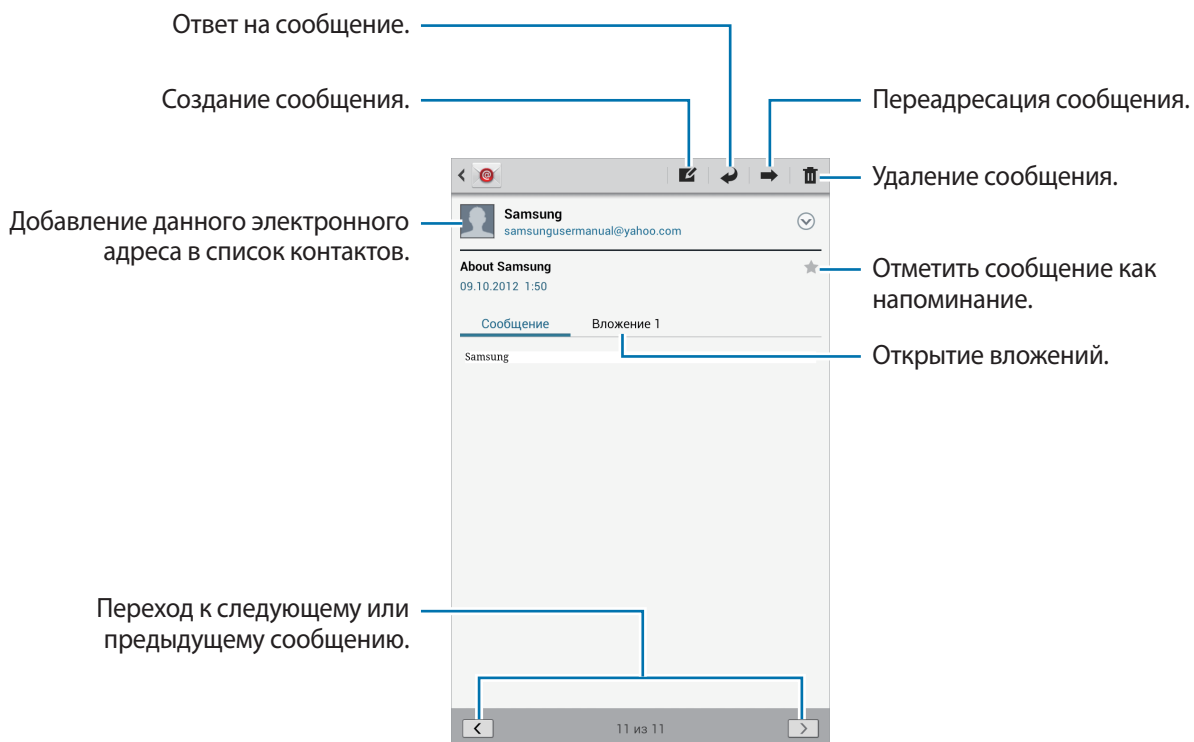 Ответ на сообщение.
Создание сообщения.
Переадресация сообщения.
Удаление сообщения.
Добавление данного электронного
адреса в список контактов.
Samsung
samsungusermanual@yahoo.com
About Samsung
09.10.2012 1:50
Отметить сообщение как
напоминание.
Сообщение
Вложение 1
Открытие вложений.
Samsung
Переход к следующему или
предыдущему сообщению.
11 из 11